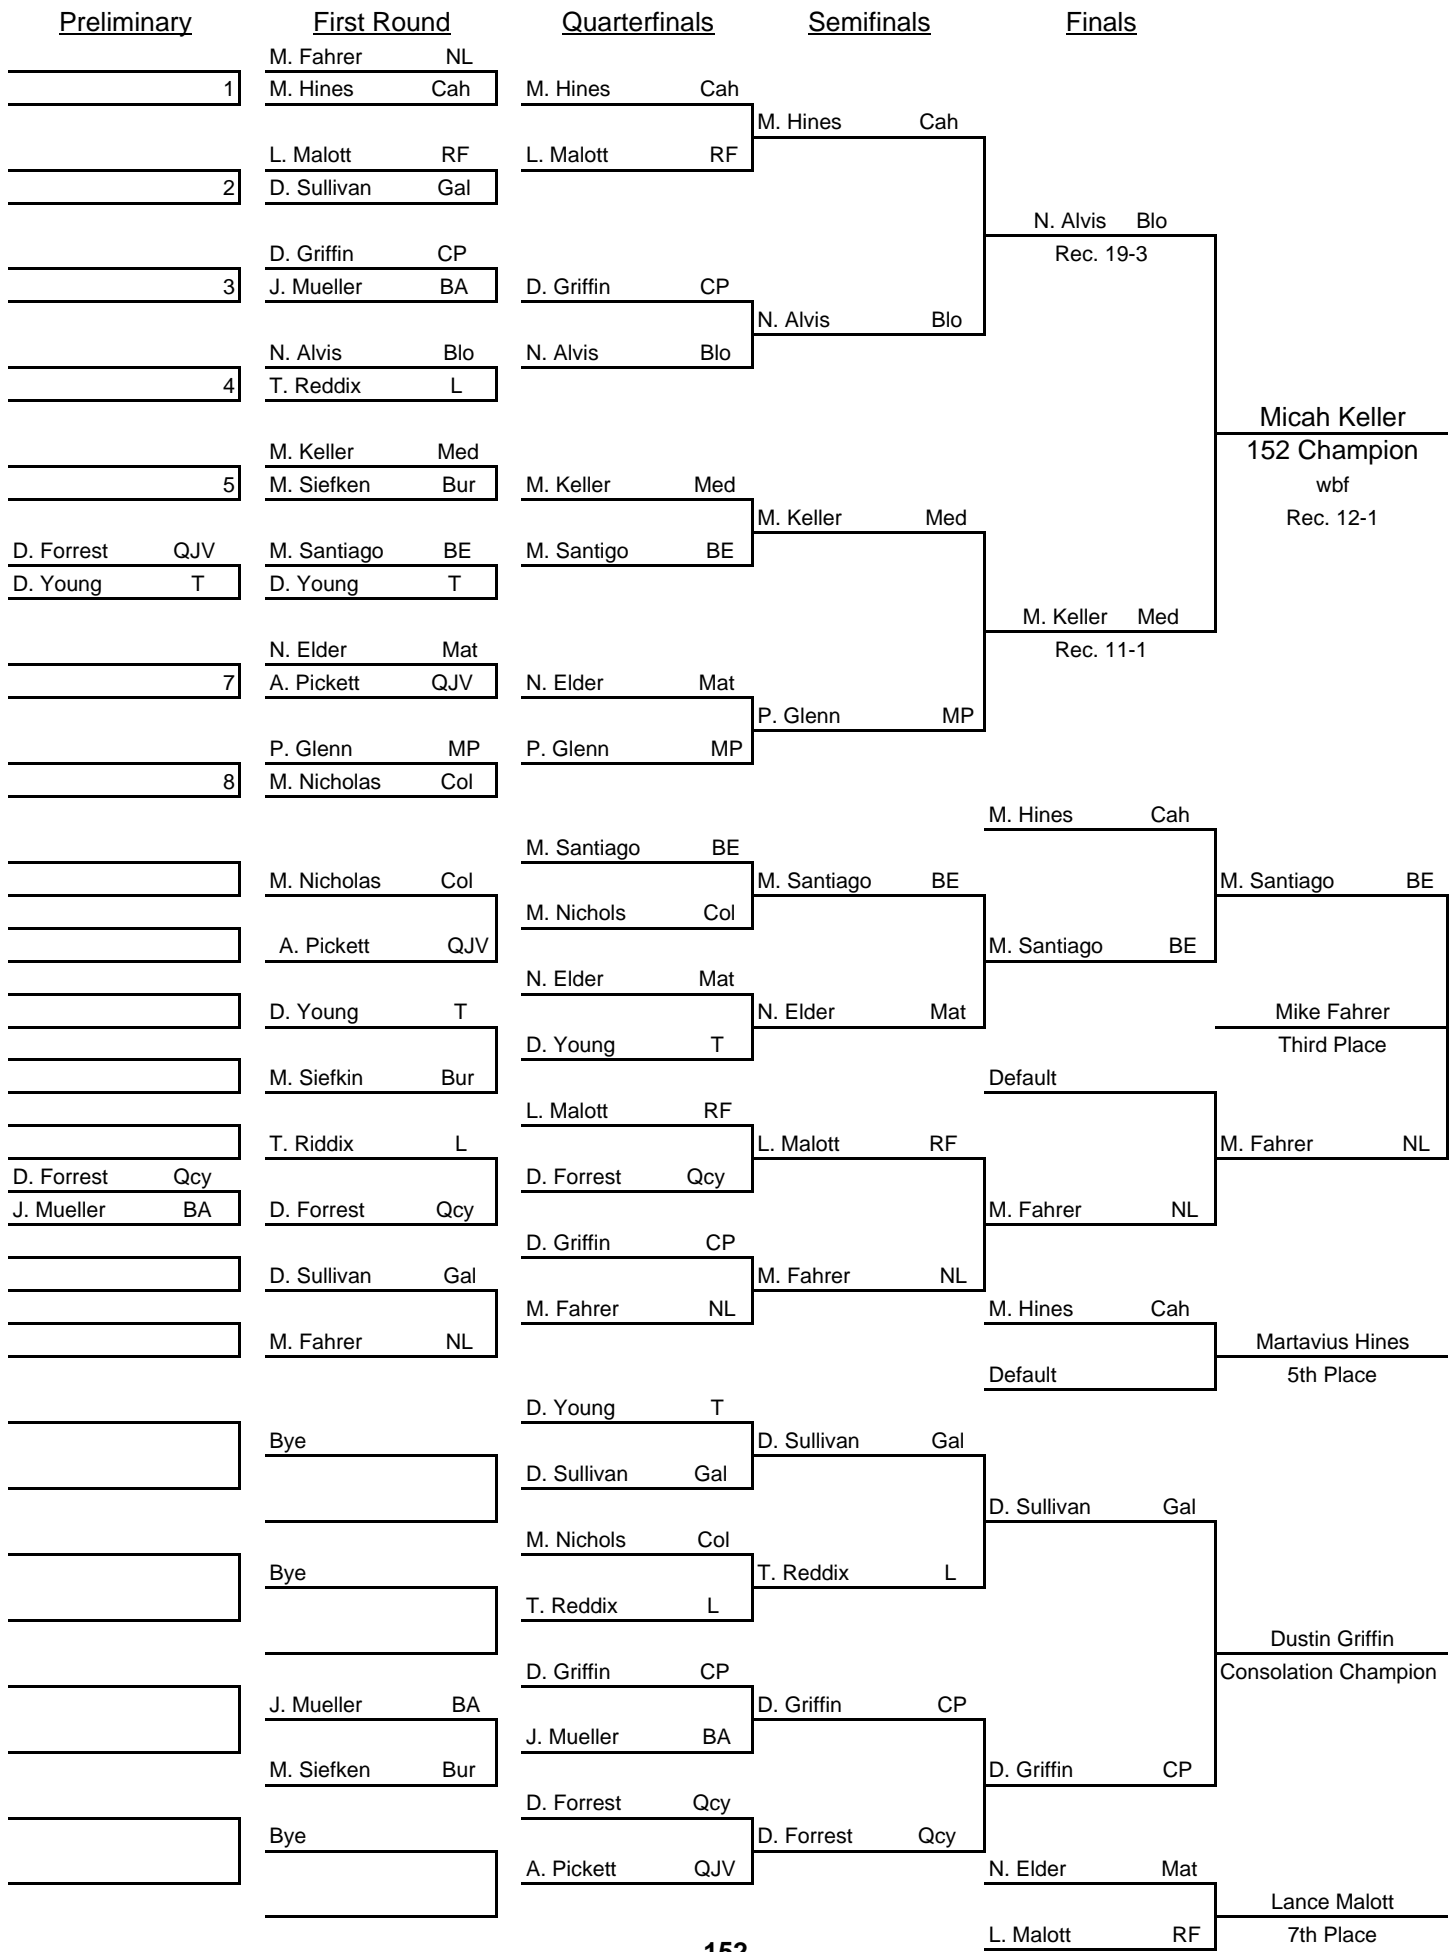 Preliminary First Round Quarterfinals Semifinals Finals
M. Fahrer NL
1 M. Hines Cah M. Hines Cah
M. Hines Cah
L. Malott RF L. Malott RF
2 D. Sullivan Gal
N. Alvis Blo
D. Griffin CP Rec. 19-3
3 J. Mueller BA D. Griffin CP
N. Alvis Blo
N. Alvis Blo N. Alvis Blo
4 T. Reddix L
Micah Keller
M. Keller Med 152 Champion
5 M. Siefken Bur M. Keller Med wbf
M. Keller Med Rec. 12-1
D. Forrest QJV M. Santiago BE M. Santigo BE
D. Young T D. Young T
M. Keller Med
N. Elder Mat Rec. 11-1
7 A. Pickett QJV N. Elder Mat
P. Glenn MP
P. Glenn MP P. Glenn MP
8 M. Nicholas Col
M. Hines Cah
M. Santiago BE
M. Nicholas Col M. Santiago BE M. Santiago BE
M. Nichols Col
A. Pickett QJV M. Santiago BE
N. Elder Mat
D. Young T N. Elder Mat Mike Fahrer
D. Young T Third Place
M. Siefkin Bur Default
L. Malott RF
T. Riddix L L. Malott RF M. Fahrer NL
D. Forrest Qcy D. Forrest Qcy
J. Mueller BA D. Forrest Qcy M. Fahrer NL
D. Griffin CP
D. Sullivan Gal M. Fahrer NL
M. Fahrer NL M. Hines Cah
M. Fahrer NL Martavius Hines
Default 5th Place
D. Young T
Bye D. Sullivan Gal
D. Sullivan Gal
D. Sullivan Gal
M. Nichols Col
Bye T. Reddix L
T. Reddix L
Dustin Griffin
D. Griffin CP Consolation Champion
J. Mueller BA D. Griffin CP
J. Mueller BA
M. Siefken Bur D. Griffin CP
D. Forrest Qcy
Bye D. Forrest Qcy
A. Pickett QJV N. Elder Mat
Lance Malott
L. Malott RF 7th Place
152